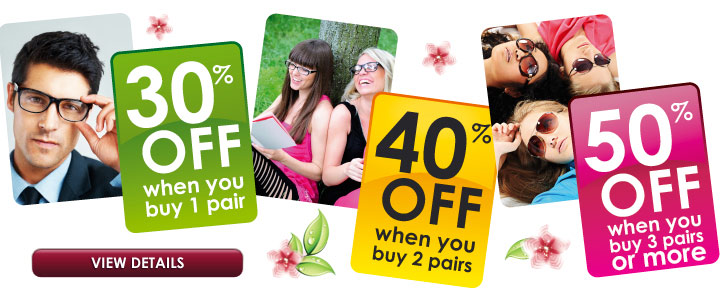 30% OFF
when you
buy 1 pair
40% OFF
when you
buy 2 pairs
50% OFF
when you
buy 3 pairs
or more
VIEW DETAILS